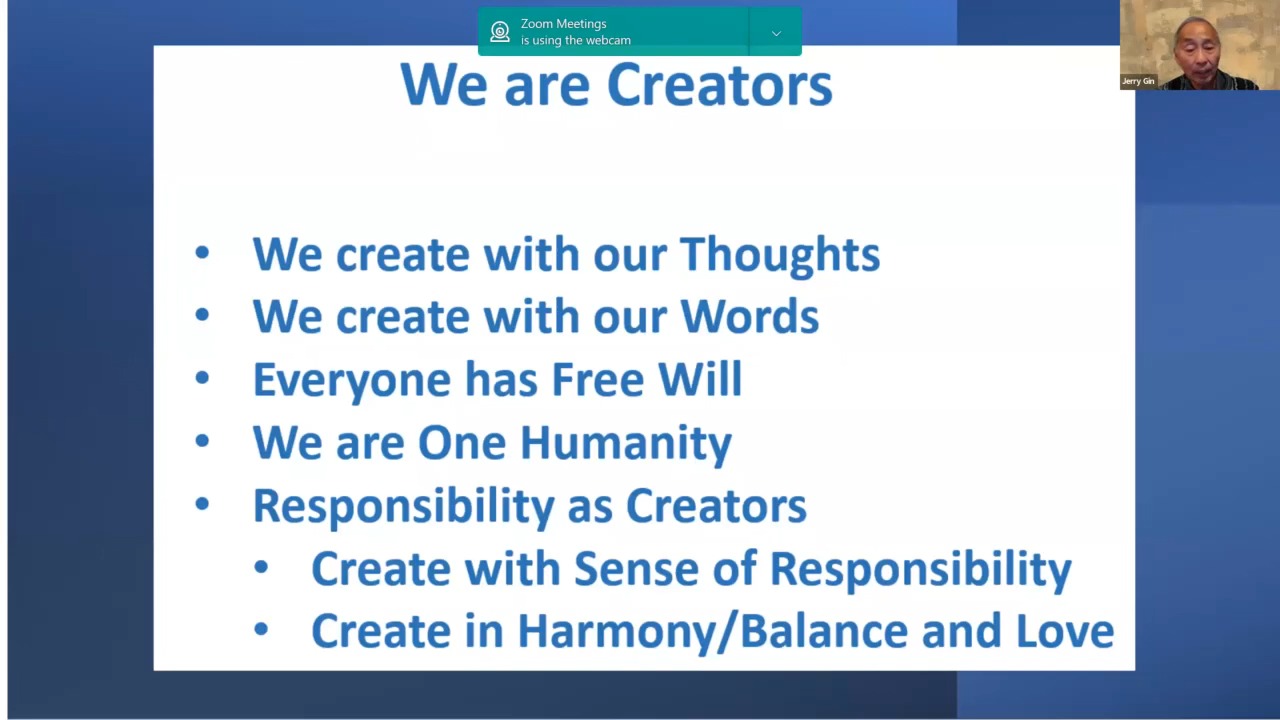 Zoom Meetings
is using the webcam
Jerry Gin
We are Creators
• We create with our Thoughts
• We create with our Words
• Everyone has Free Will
• We are One Humanity
• Responsibility as Creators
• Create with Sense of Responsibility
• Create in Harmony/Balance and Love